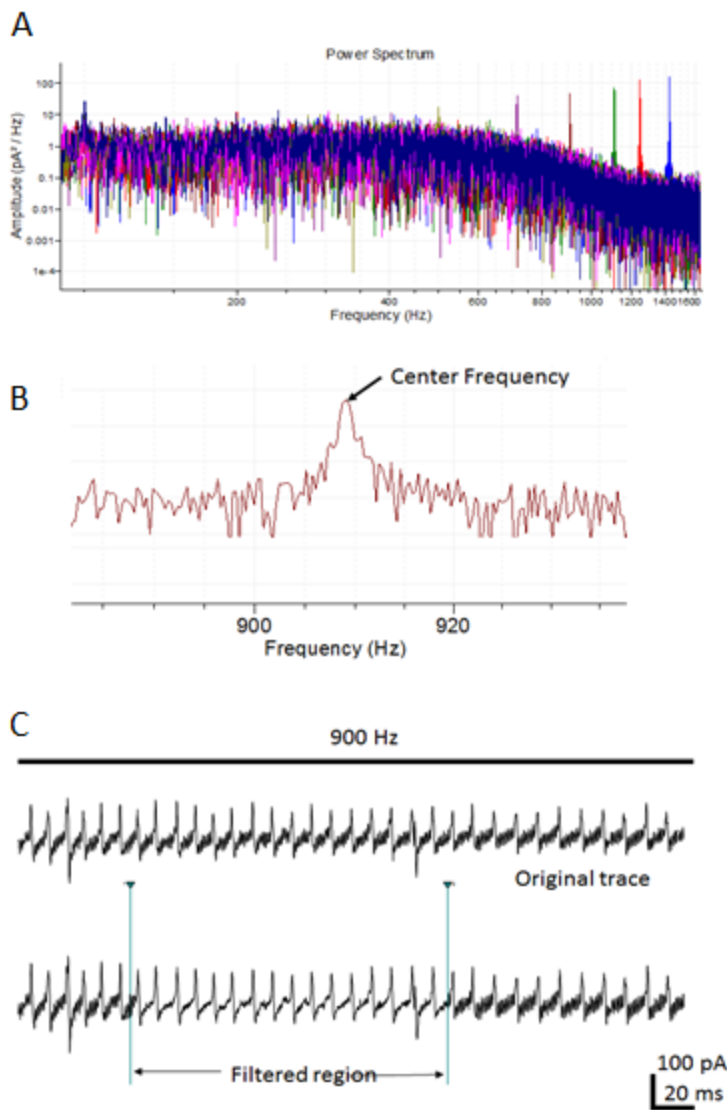 A
Power Spectrum
Amplitude (pA² / Hz)
100
10
1
0.1
0.01
0.001
1e-4
200 400 600 800 1000 1200 1400 1600
Frequency (Hz)
B
Center Frequency
900 920
Frequency (Hz)
C
900 Hz
Original trace
Filtered region
100 pA
20 ms